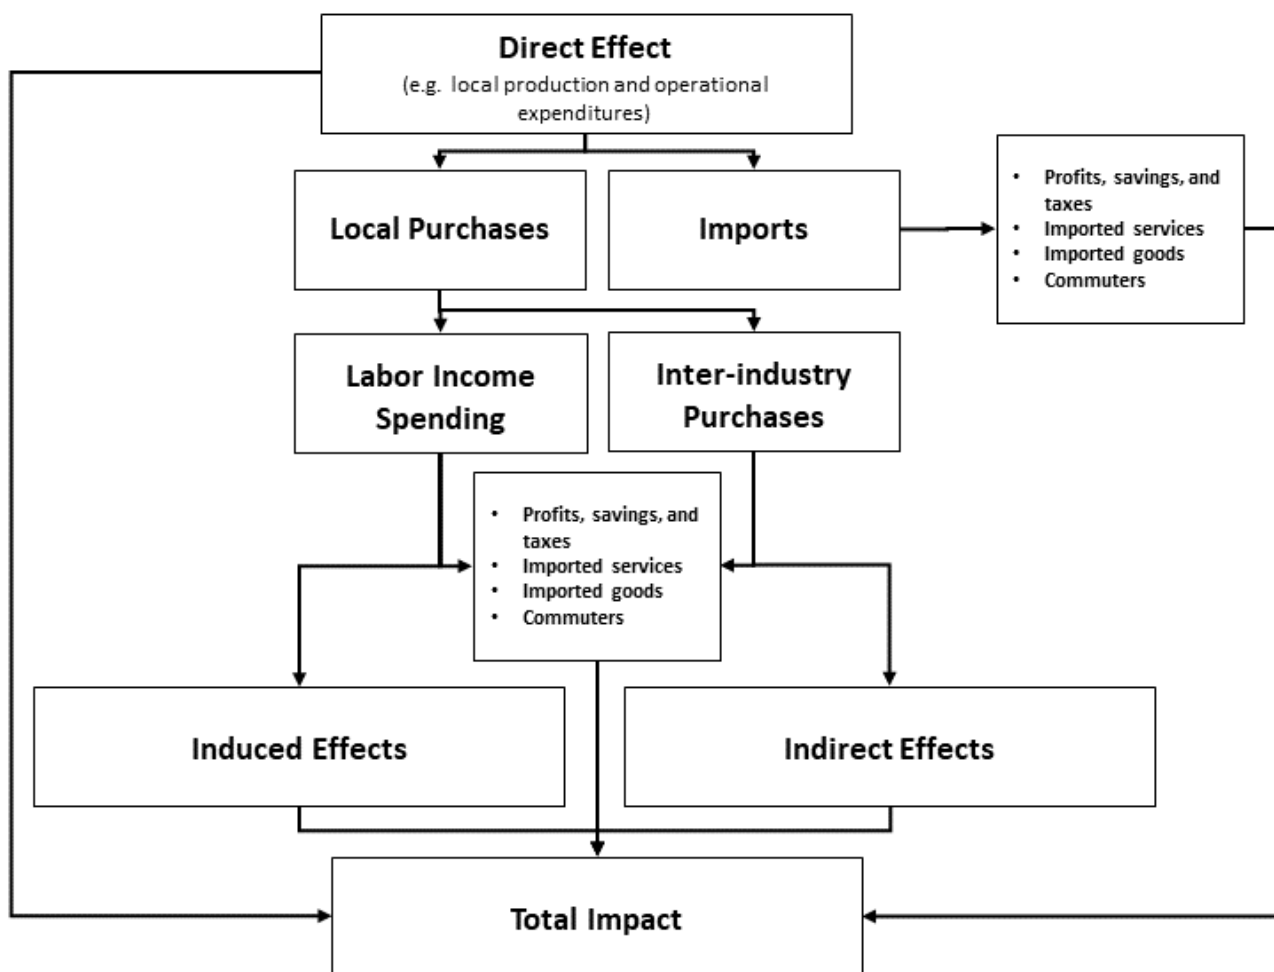 Direct Effect
(e.g. local production and operational
expenditures)
Local Purchases
Imports
• Profits, savings, and
taxes
• Imported services
• Imported goods
• Commuters
Labor Income
Spending
Inter-industry
Purchases
• Profits, savings, and
taxes
• Imported services
• Imported goods
• Commuters
Induced Effects
Indirect Effects
Total Impact